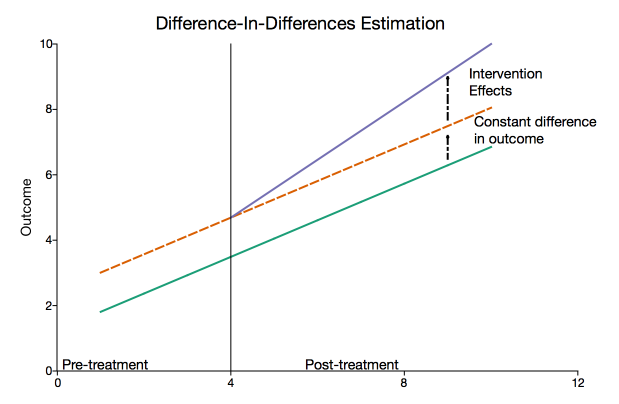 Difference-In-Differences Estimation
10
8
6
4
2
0
Outcome
Intervention
Effects
Constant difference
in outcome
Pre-treatment
Post-treatment
0
4
8
12